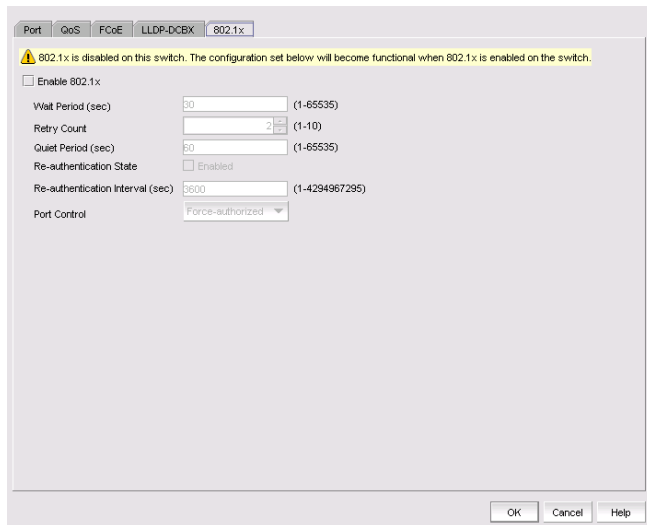 Port QoS FCoE LLDP-DCBX 802.1x
802.1x is disabled on this switch. The configuration set below will become functional when 802.1x is enabled on the switch.
Enable 802.1x
Wait Period (sec) 30 (1-65535)
Retry Count 2 (1-10)
Quiet Period (sec) 60 (1-65535)
Re-authentication State Enabled
Re-authentication Interval (sec) 3600 (1-4294967295)
Port Control Force-authorized
OK Cancel Help